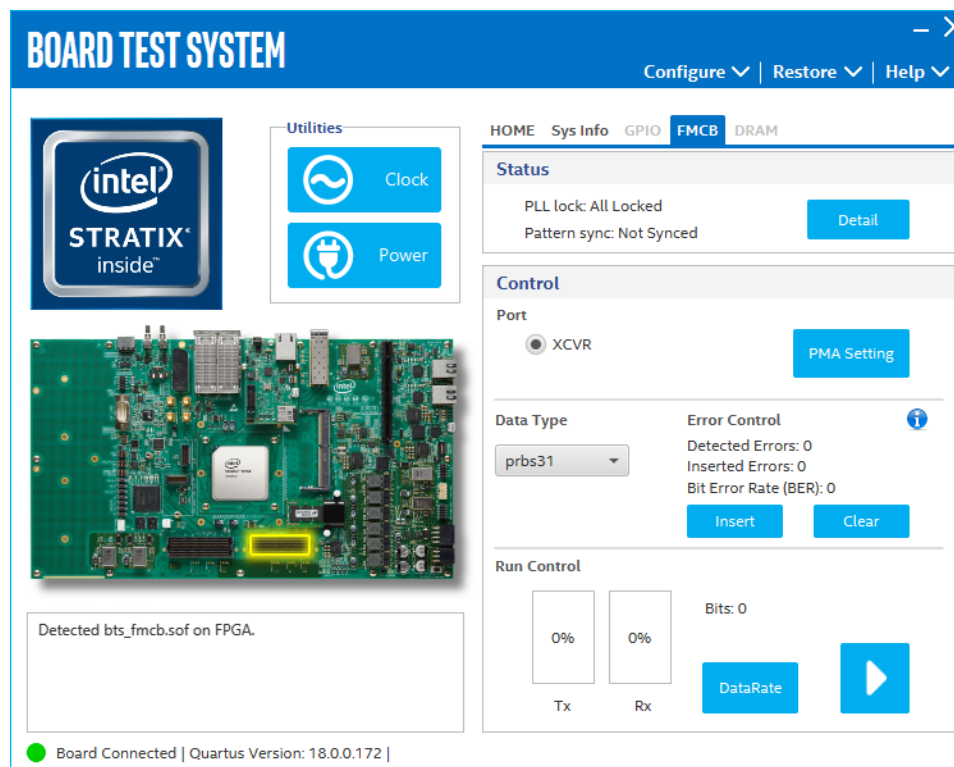 BOARD TEST SYSTEM
Configure | Restore | Help
intel
STRATIX
inside™
Utilities
Clock
Power
HOME Sys Info GPIO FMCB DRAM
Status
PLL lock: All Locked
Pattern sync: Not Synced
Detail
Control
Port
XCVR
PMA Setting
Data Type
prbs31
Error Control
Detected Errors: 0
Inserted Errors: 0
Bit Error Rate (BER): 0
Insert Clear
Run Control
0% 0%
Tx Rx
Bits: 0
DataRate
(intel)
Detected bts_fmcb.sof on FPGA.
Board Connected | Quartus Version: 18.0.0.172 |